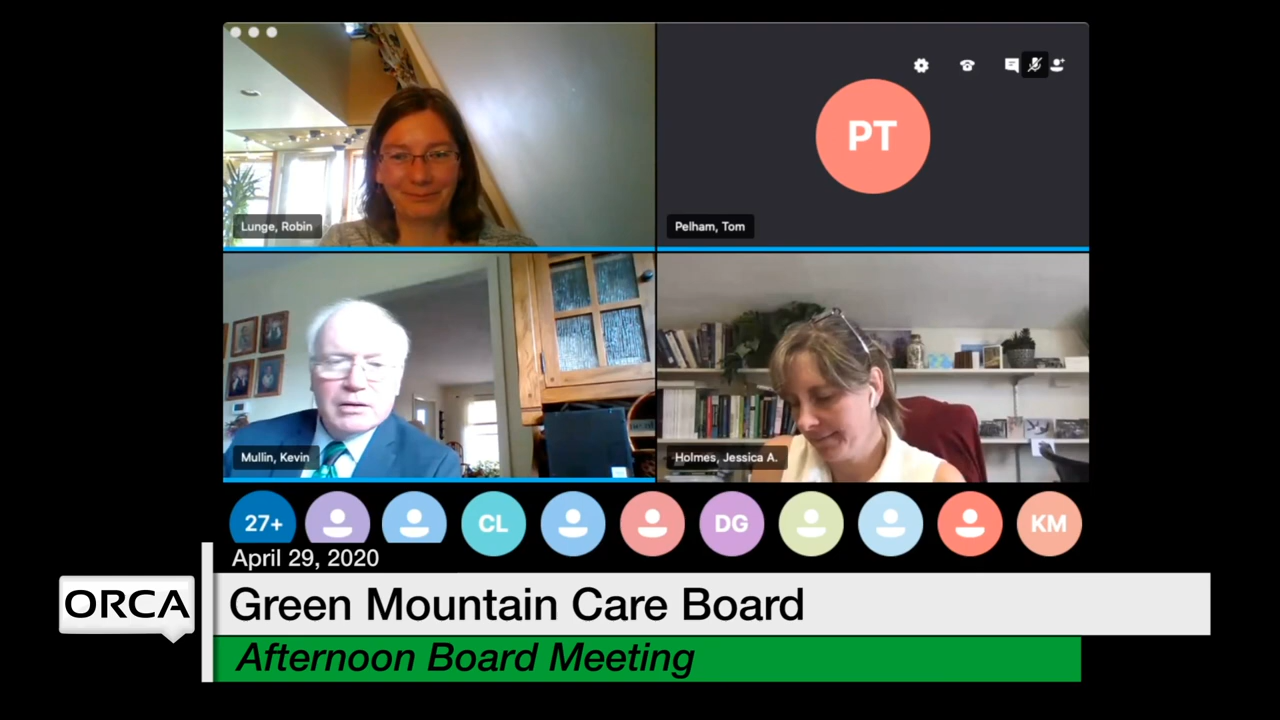 PT
Lunge, Robin
Pelham, Tom
Mullin, Kevin
Holmes, Jessica A.
27+
CL
DG
KM
April 29, 2020
ORCA
Green Mountain Care Board
Afternoon Board Meeting